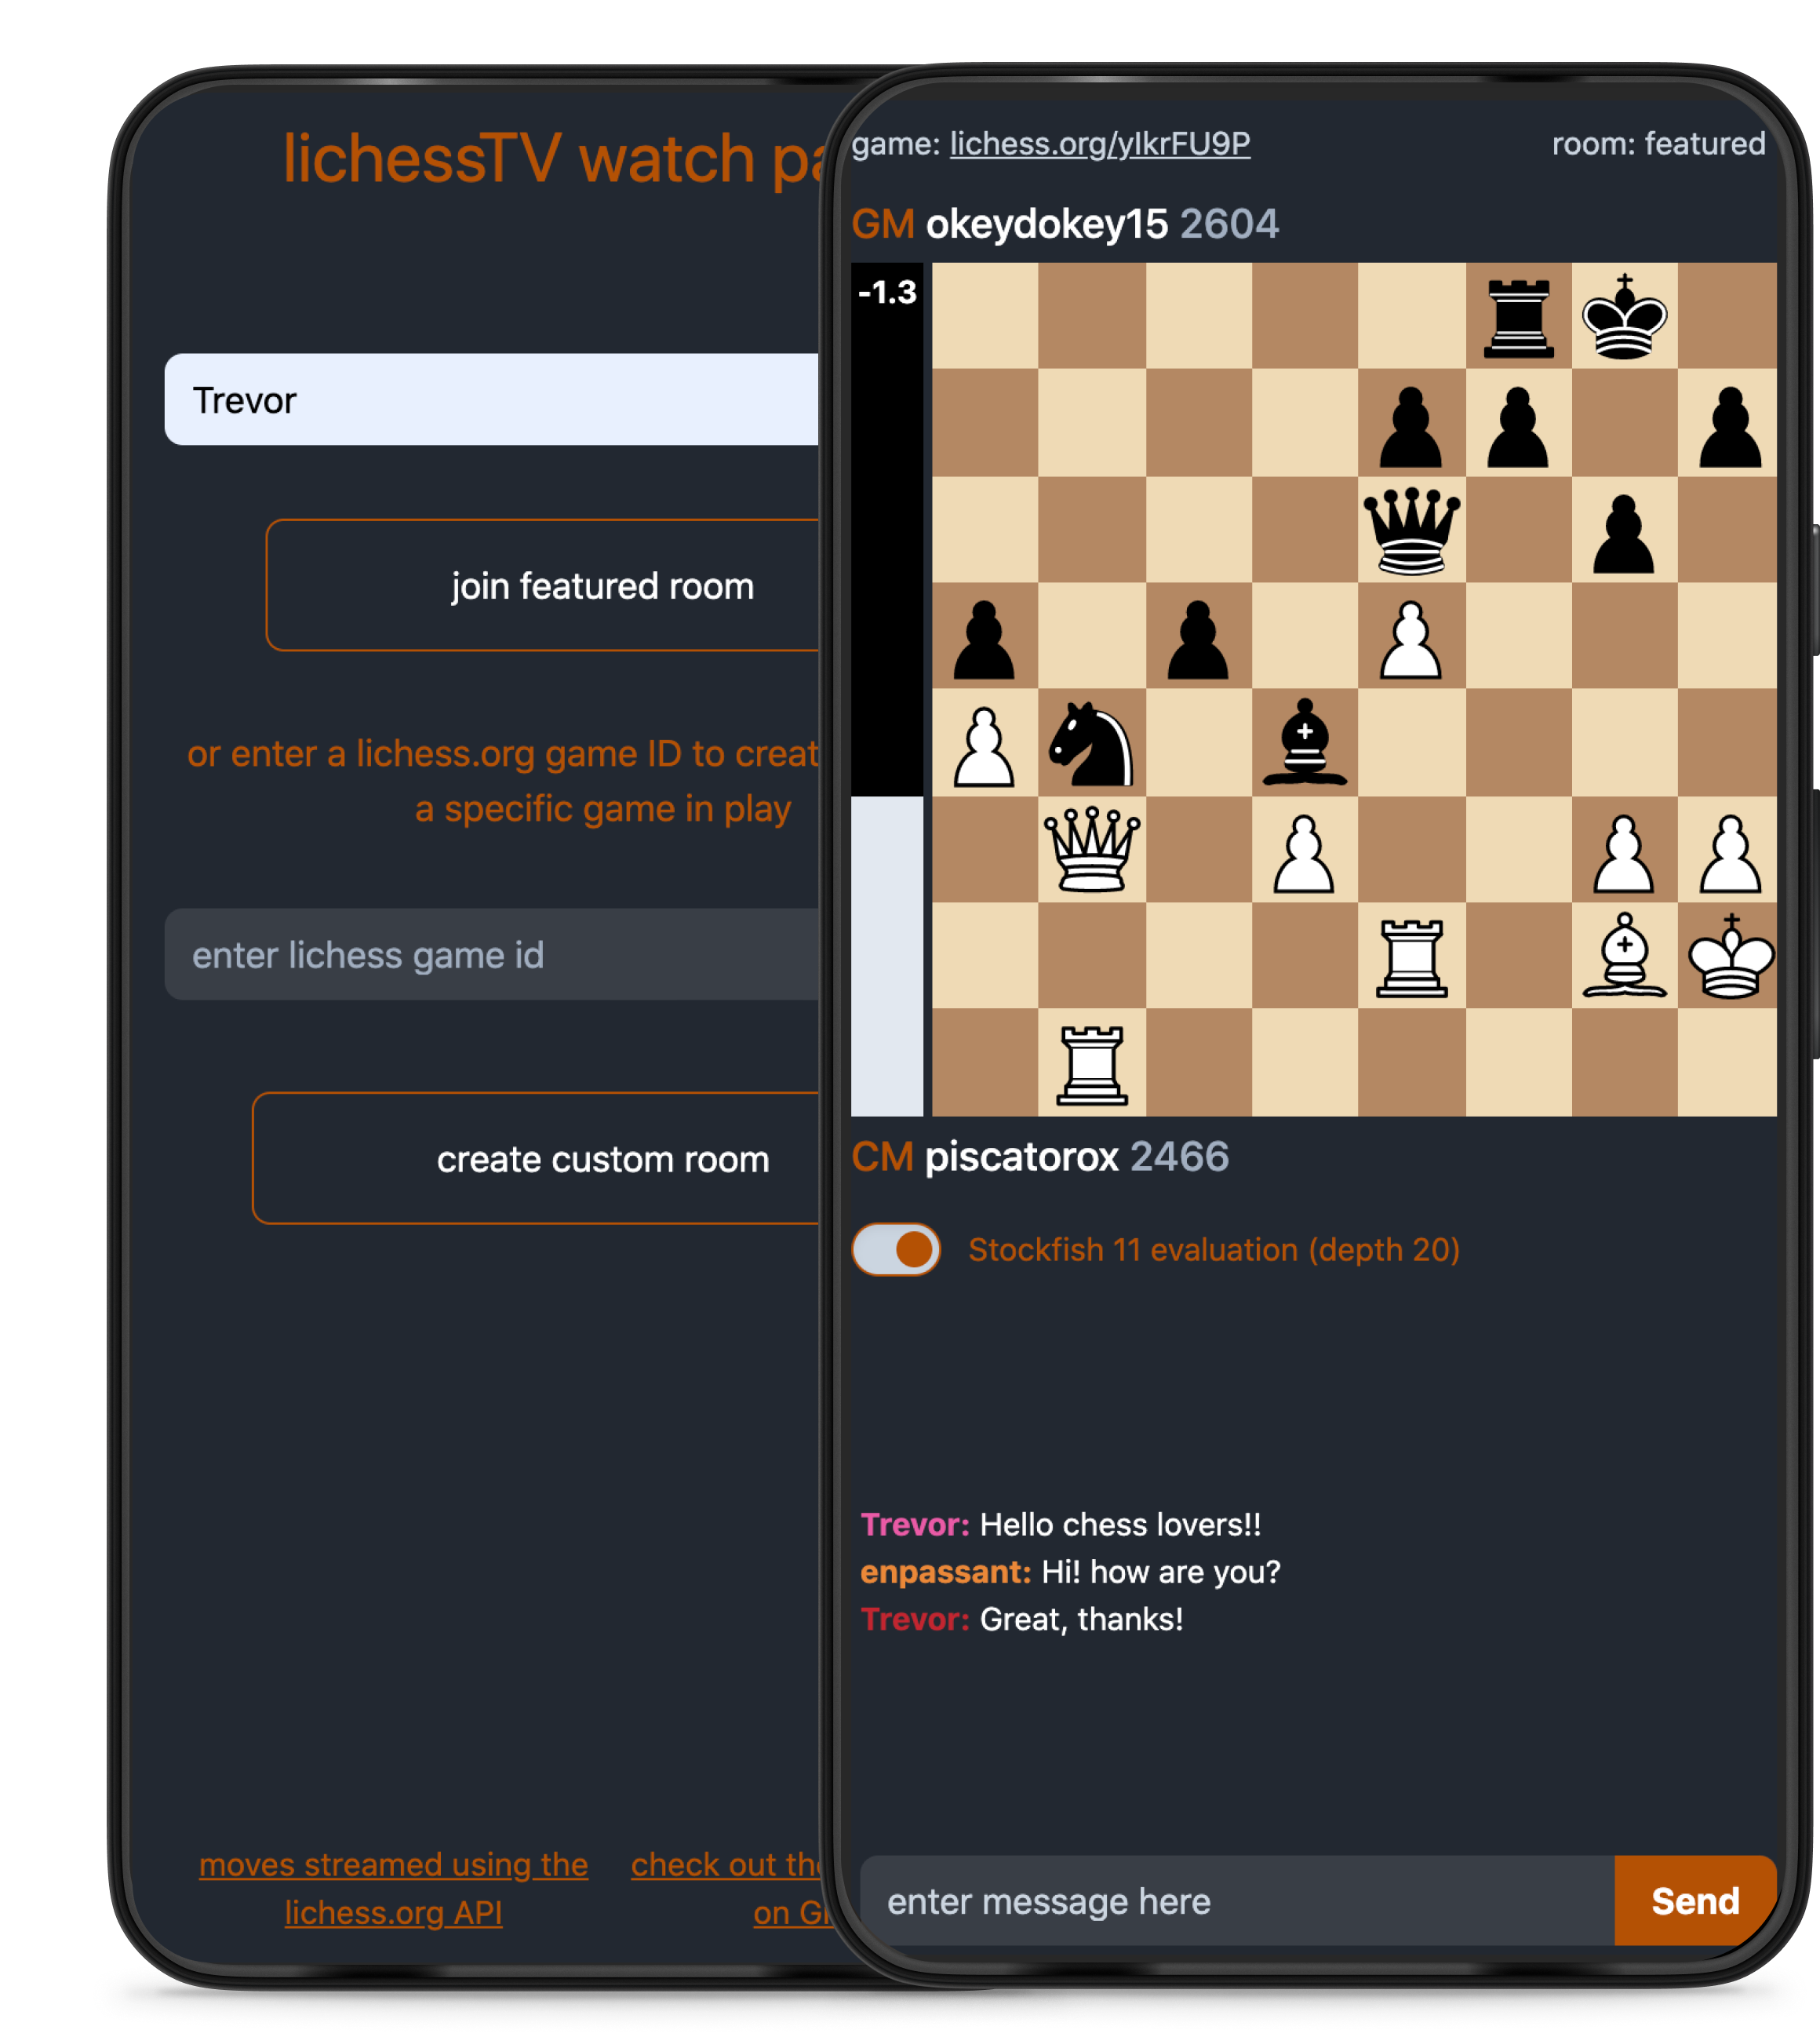 lichessTV watch pa
Trevor
join featured room
or enter a lichess.org game ID to creat
a specific game in play
enter lichess game id
create custom room
moves streamed using the
lichess.org API
check out the
on Gi
game: lichess.org/ylkrFU9P
room: featured
GM okeydokey15 2604
-1.3
CM piscatorox 2466
Stockfish 11 evaluation (depth 20)
Trevor: Hello chess lovers!!
enpassant: Hi! how are you?
Trevor: Great, thanks!
enter message here
Send